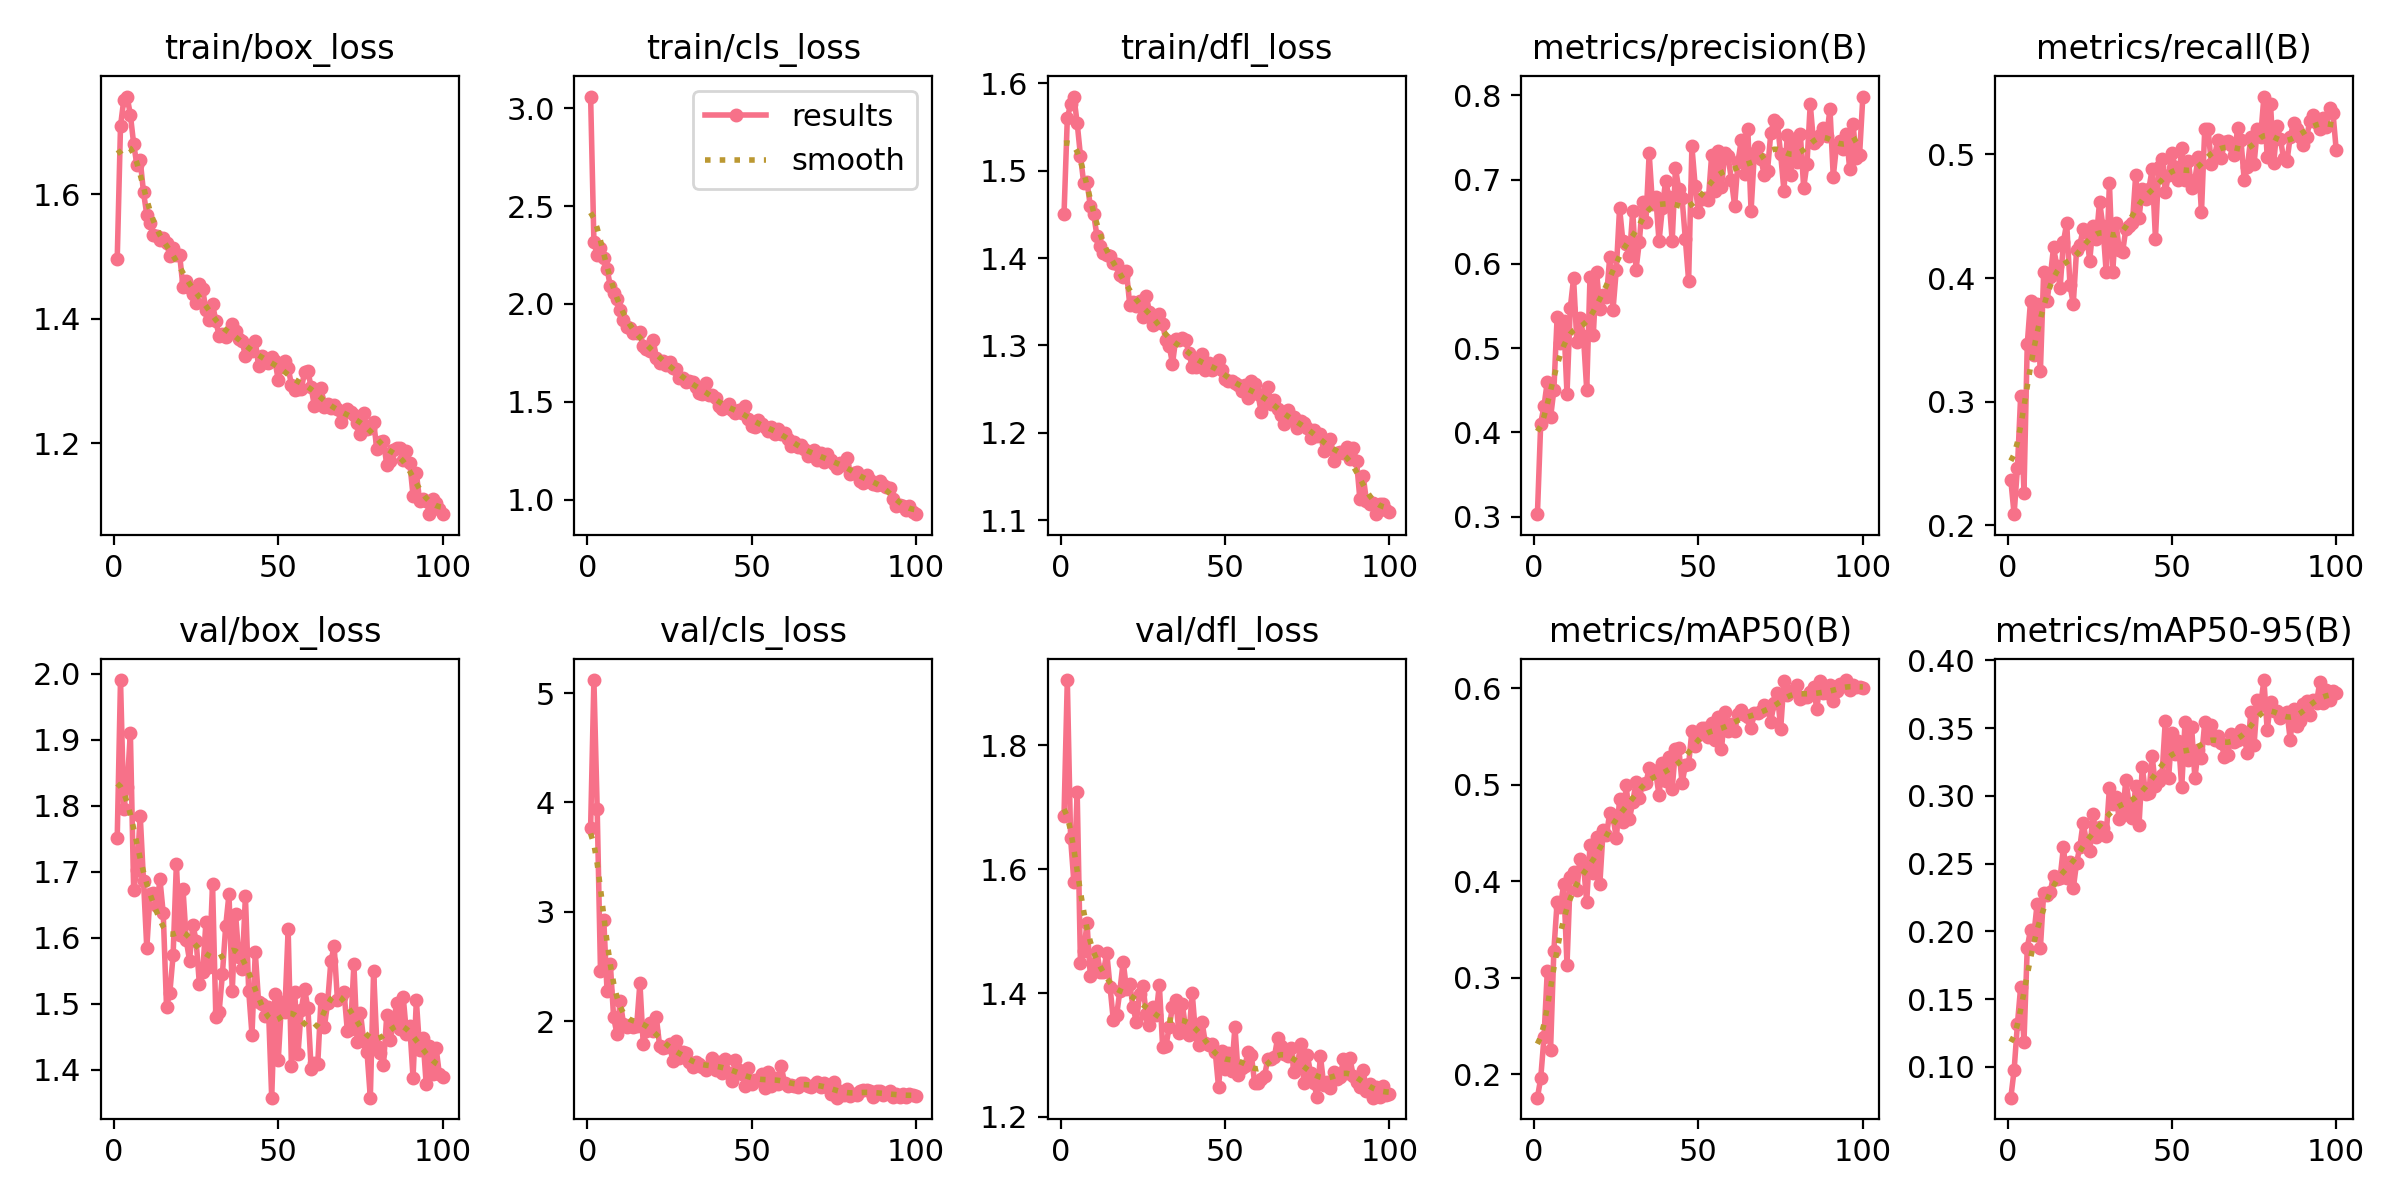 train/box_loss
train/cls_loss
train/dfl_loss
metrics/precision(B)
metrics/recall(B)
1.6
1.4
1.2
0 50 100
3.0
2.5
2.0
1.5
1.0
results
smooth
0 50 100
1.6
1.5
1.4
1.3
1.2
1.1
0 50 100
0.8
0.7
0.6
0.5
0.4
0.3
0 50 100
0.5
0.4
0.3
0.2
0 50 100
val/box_loss
val/cls_loss
val/dfl_loss
metrics/mAP50(B)
metrics/mAP50-95(B)
2.0
1.9
1.8
1.7
1.6
1.5
1.4
0 50 100
5
4
3
2
0 50 100
1.8
1.6
1.4
1.2
0 50 100
0.6
0.5
0.4
0.3
0.2
0 50 100
0.40
0.35
0.30
0.25
0.20
0.15
0.10
0 50 100